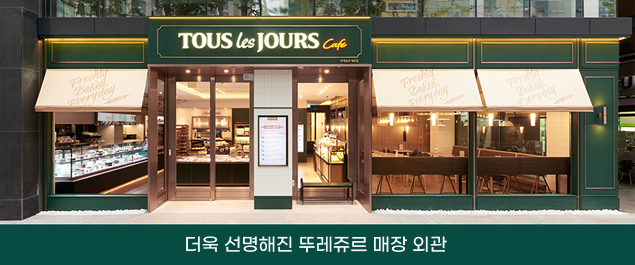 TOUS les JOURS Cafe
Freshly
Baked
Everyday
Freshly
Baked
Everyday
Freshly
Baked
Everyday
더욱 선명해진 뚜레쥬르 매장 외관